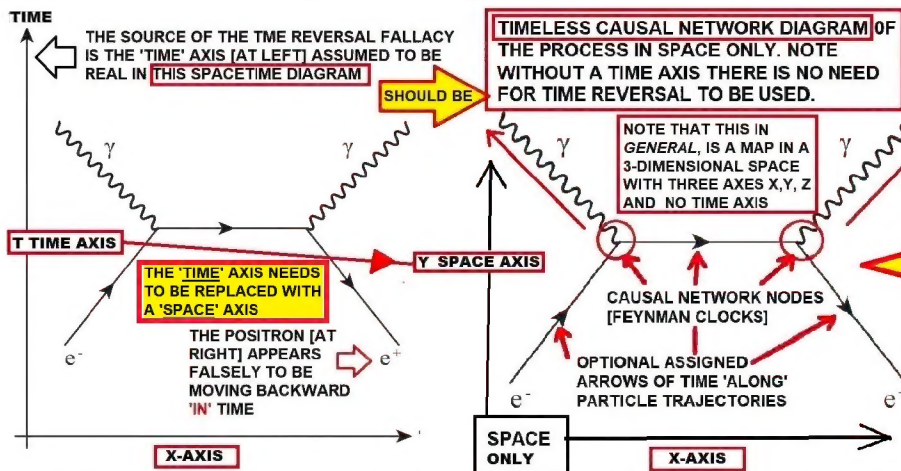 TIME
THE SOURCE OF THE TME REVERSAL FALLACY
IS THE 'TIME' AXIS [AT LEFT] ASSUMED TO BE
REAL IN THIS SPACETIME DIAGRAM
SHOULD BE
γ
γ
T TIME AXIS
Y SPACE AXIS
THE 'TIME' AXIS NEEDS
TO BE REPLACED WITH
A 'SPACE' AXIS
THE POSITRON [AT
RIGHT] APPEARS
FALSELY TO BE
MOVING BACKWARD
'IN' TIME
e-
e+
X-AXIS
TIMELESS CAUSAL NETWORK DIAGRAM OF
THE PROCESS IN SPACE ONLY. NOTE
WITHOUT A TIME AXIS THERE IS NO NEED
FOR TIME REVERSAL TO BE USED.
γ
NOTE THAT THIS IN
GENERAL, IS A MAP IN A
3-DIMENSIONAL SPACE
WITH THREE AXES X,Y, Z
AND NO TIME AXIS
γ
CAUSAL NETWORK NODES
[FEYNMAN CLOCKS]
OPTIONAL ASSIGNED
ARROWS OF TIME 'ALONG'
PARTICLE TRAJECTORIES
e-
e-
SPACE
ONLY
X-AXIS